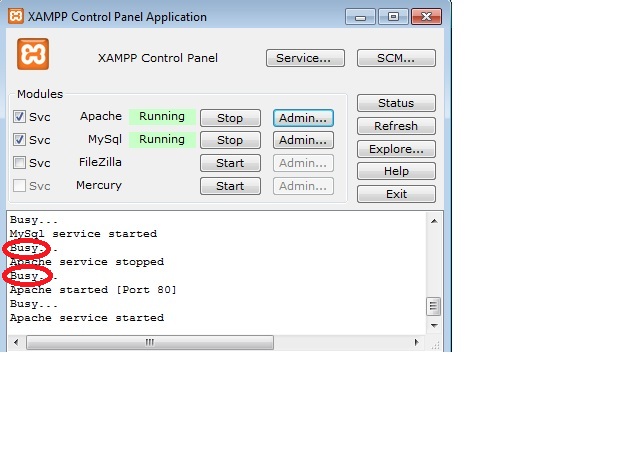 XAMPP Control Panel Application
XAMPP Control Panel
Service...
SCM...
Modules
Svc Apache Running Stop Admin...
Svc MySql Running Stop Admin...
Svc FileZilla Start Admin...
Svc Mercury Start Admin...
Status
Refresh
Explore...
Help
Exit
Busy...
MySql service started
Busy...
Apache service stopped
Busy...
Apache started [Port 80]
Busy...
Apache service started